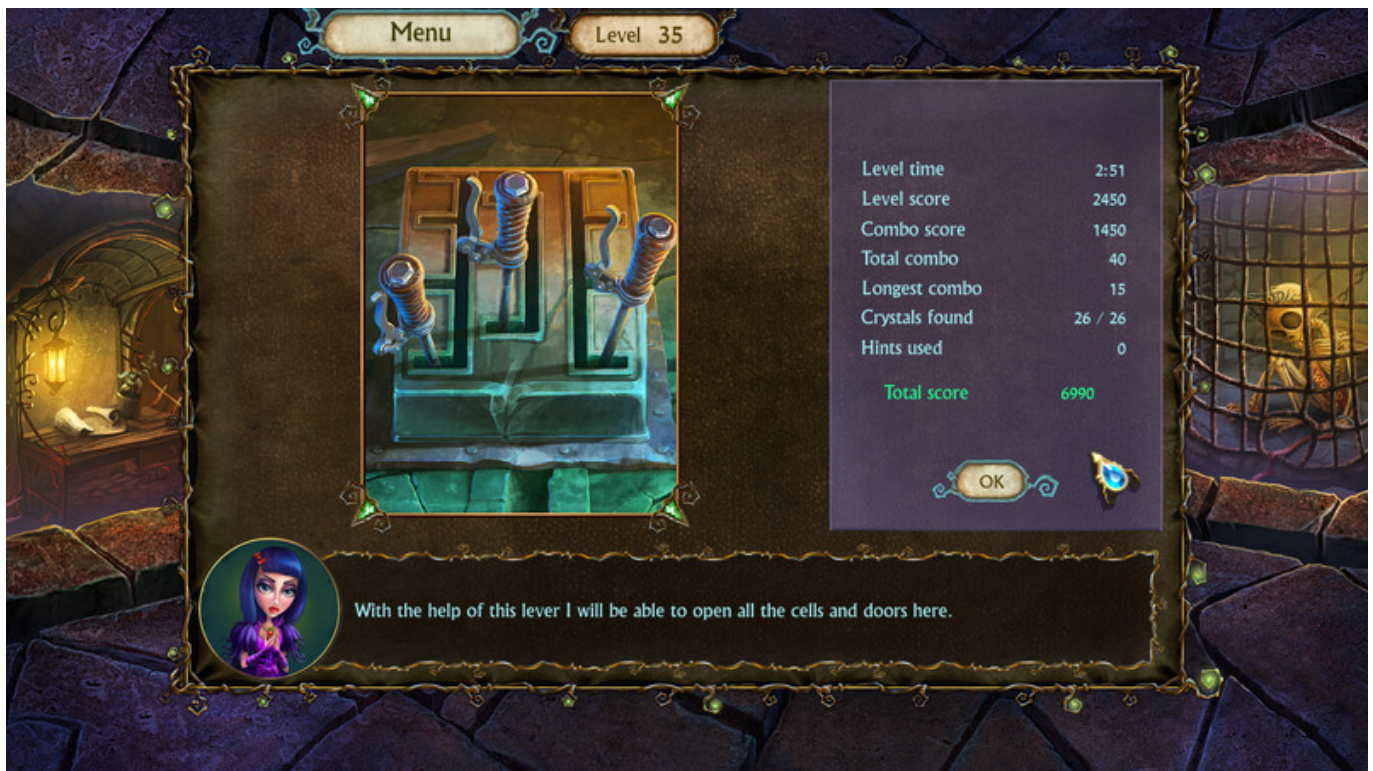 Menu
Level 35
Level time 2:51
Level score 2450
Combo score 1450
Total combo 40
Longest combo 15
Crystals found 26 / 26
Hints used 0
Total score 6990
OK
With the help of this lever I will be able to open all the cells and doors here.